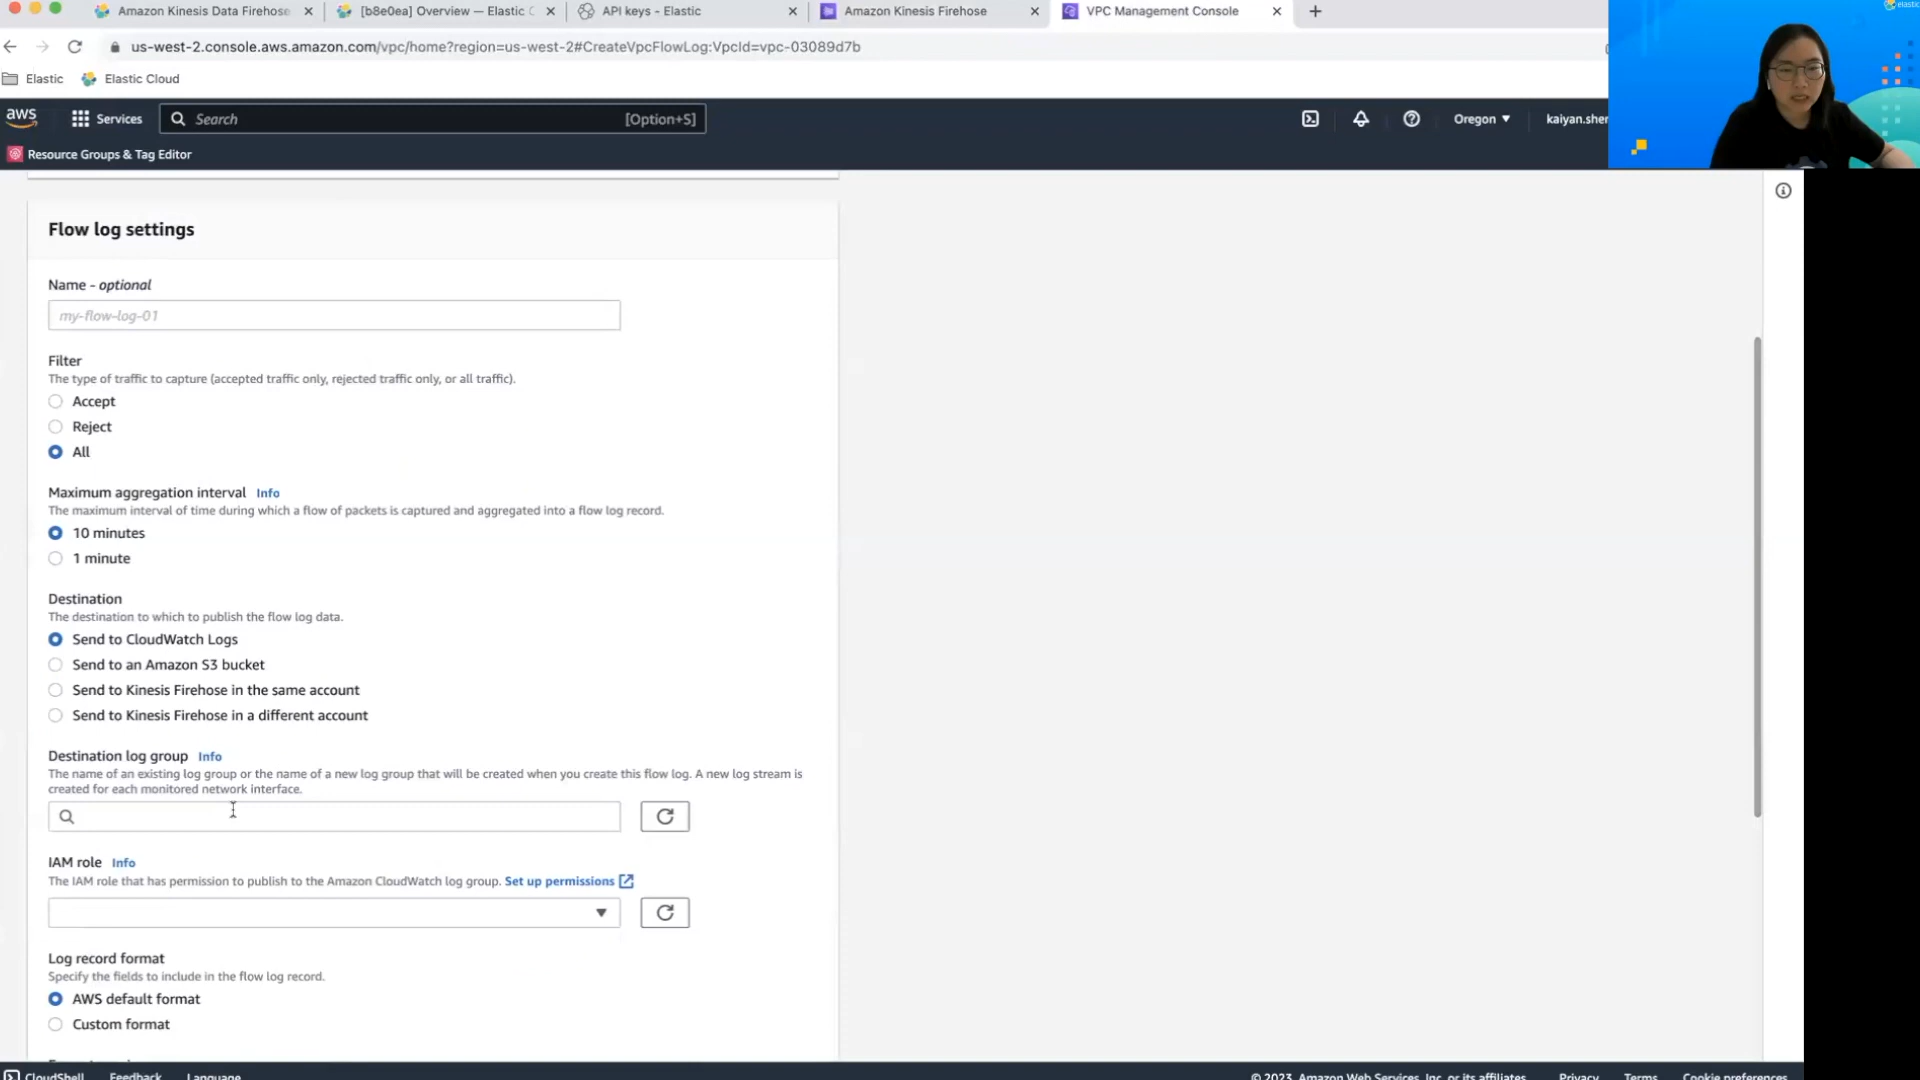 Amazon Kinesis Data Firehose
[b8e0ea] Overview — Elastic C
API keys - Elastic
Amazon Kinesis Firehose
VPC Management Console
us-west-2.console.aws.amazon.com/vpc/home?region=us-west-2#CreateVpcFlowLog:VpcId=vpc-03089d7b
elastic
Elastic
Elastic Cloud
aws
Services
Search
[Option+S]
Oregon
kaiyan.sher
Resource Groups & Tag Editor
Flow log settings
Name - optional
my-flow-log-01
Filter
The type of traffic to capture (accepted traffic only, rejected traffic only, or all traffic).
Accept
Reject
All
Maximum aggregation interval Info
The maximum interval of time during which a flow of packets is captured and aggregated into a flow log record.
10 minutes
1 minute
Destination
The destination to which to publish the flow log data.
Send to CloudWatch Logs
Send to an Amazon S3 bucket
Send to Kinesis Firehose in the same account
Send to Kinesis Firehose in a different account
Destination log group Info
The name of an existing log group or the name of a new log group that will be created when you create this flow log. A new log stream is
created for each monitored network interface.
IAM role Info
The IAM role that has permission to publish to the Amazon CloudWatch log group. Set up permissions
Log record format
Specify the fields to include in the flow log record.
AWS default format
Custom format
CloudShell Feedback Language
© 2023, Amazon Web Services, Inc. or its affiliates. Privacy Terms Cookie preferences